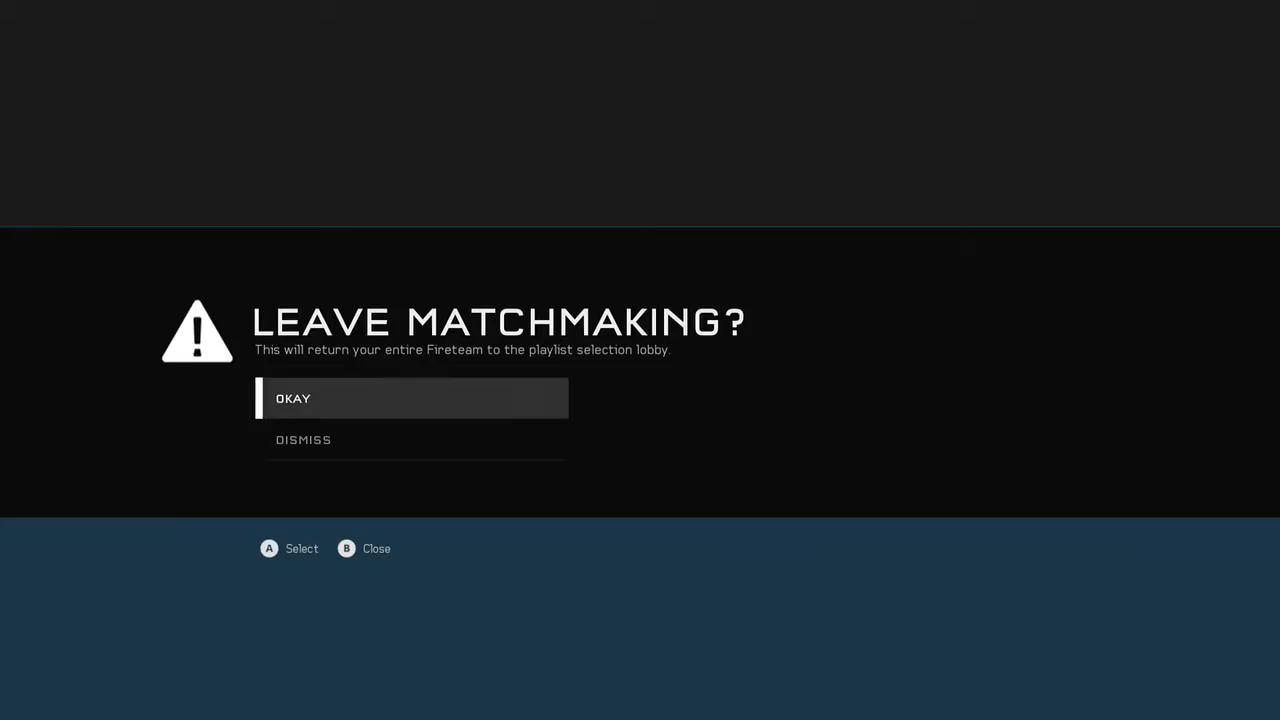 LEAVE MATCHMAKING?
This will return your entire Fireteam to the playlist selection lobby.
OKAY
DISMISS
A Select B Close